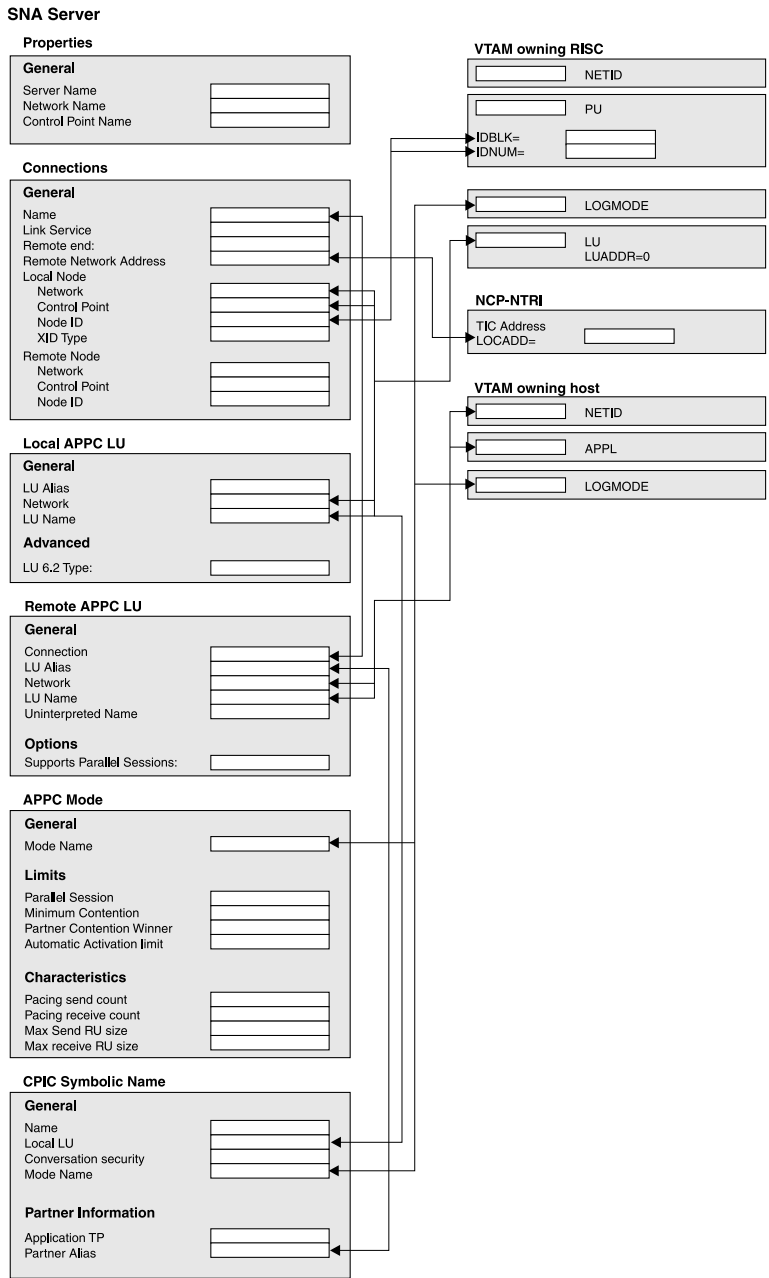 SNA Server
Properties
General
Server Name
Network Name
Control Point Name
Connections
General
Name
Link Service
Remote end:
Remote Network Address
Local Node
Network
Control Point
Node ID
XID Type
Remote Node
Network
Control Point
Node ID
Local APPC LU
General
LU Alias
Network
LU Name
Advanced
LU 6.2 Type:
Remote APPC LU
General
Connection
LU Alias
Network
LU Name
Uninterpreted Name
Options
Supports Parallel Sessions:
APPC Mode
General
Mode Name
Limits
Parallel Session
Minimum Contention
Partner Contention Winner
Automatic Activation limit
Characteristics
Pacing send count
Pacing receive count
Max Send RU size
Max receive RU size
CPIC Symbolic Name
General
Name
Local LU
Conversation security
Mode Name
Partner Information
Application TP
Partner Alias
VTAM owning RISC
NETID
PU
IDBLK=
IDNUM=
LOGMODE
LU
LUADDR=0
NCP-NTRI
TIC Address
LOCADD=
VTAM owning host
NETID
APPL
LOGMODE